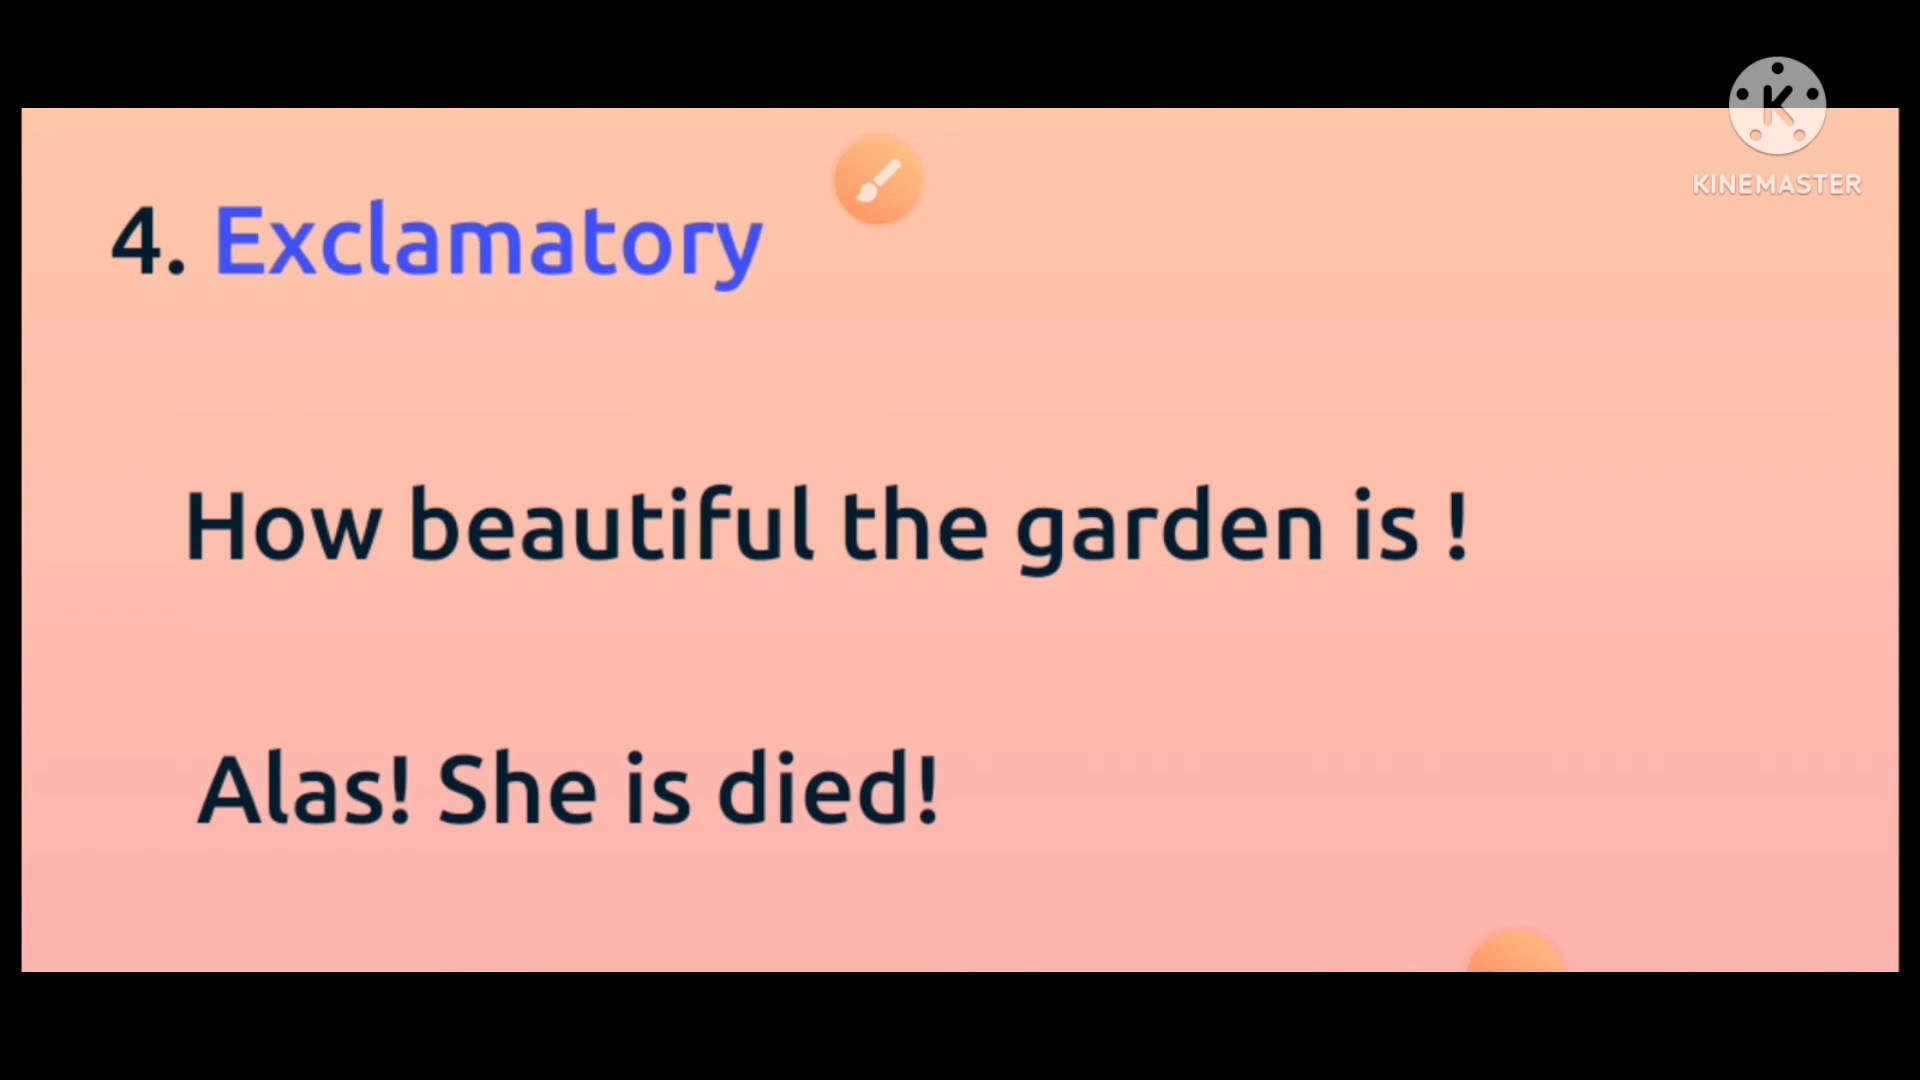 K
KINEMASTER
4. Exclamatory
How beautiful the garden is !
Alas! She is died!